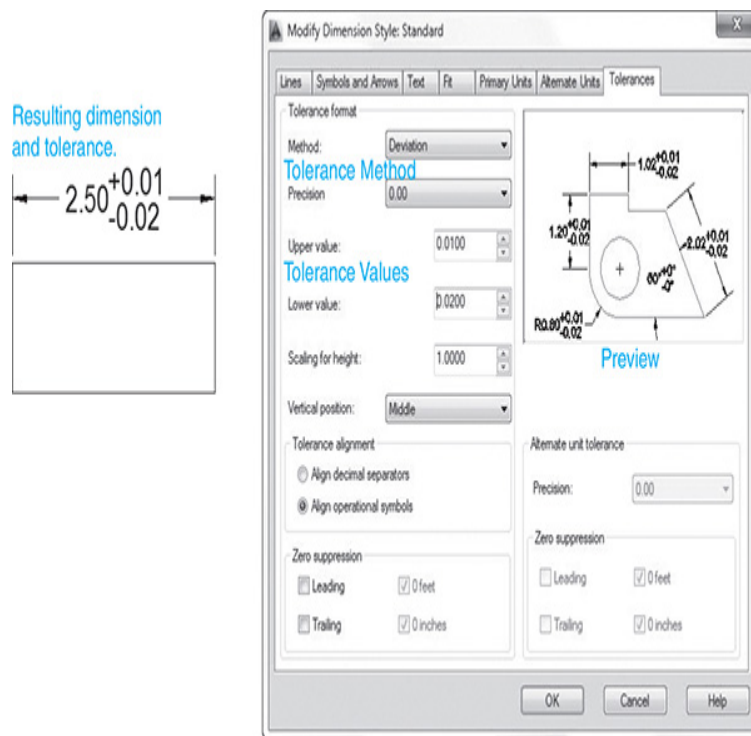 Resulting dimension
and tolerance.
2.50 +0.01
-0.02
Modify Dimension Style: Standard
X
Lines Symbols and Arrows Text Fit Primary Units Alternate Units Tolerances
Tolerance format
Method: Deviation
Tolerance Method
Precision 0.00
Upper value: 0.0100
Tolerance Values
Lower value: 0.0200
Scaling for height: 1.0000
Vertical position: Middle
Tolerance alignment
Align decimal separators
Align operational symbols
Zero suppression
Leading 0 feet
Trailing 0 inches
1.02 +0.01
-0.02
1.20 +0.01
-0.02
2.02 +0.01
-0.02
60° +0°
-0°
R0.80 +0.01
-0.02
Preview
Alternate unit tolerance
Precision: 0.00
Zero suppression
Leading 0 feet
Trailing 0 inches
OK Cancel Help